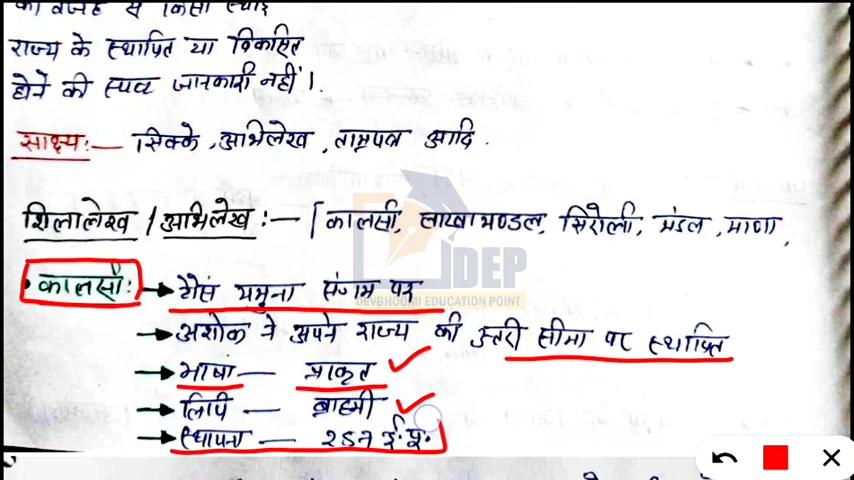 की वजह से किसी स्थाई
राज्य के स्थापित या विकसित
होने की स्पष्ट जानकारी नहीं।
साक्ष्य:— सिक्के, अभिलेख, ताम्रपत्र आदि.
शिलालेख / अभिलेख:— [कालसी, लाखामण्डल, सिरोली, मंडल, माणा,
DEP
DEVBHOOMI EDUCATION POINT
• कालसी: → टौंस यमुना संगम पर
→ अशोक ने अपने राज्य की उत्तरी सीमा पर स्थापित
→ भाषा — प्राकृत
→ लिपि — ब्राह्मी
→ स्थापना — 257 ई.पू.